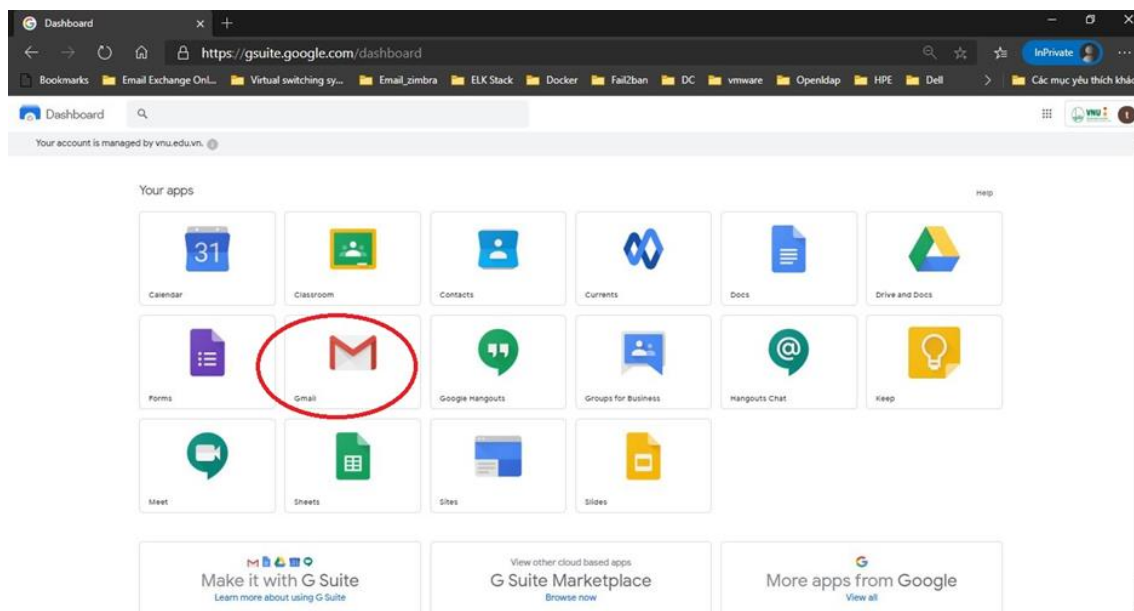 Dashboard
https://gsuite.google.com/dashboard
InPrivate
Bookmarks Email Exchange Onl... Virtual switching sy... Email_zimbra ELK Stack Docker Fail2ban DC vmware Openldap HPE Dell Các mục yêu thích khác
Dashboard
VNU t
Your account is managed by vnu.edu.vn.
Your apps Help
31
Calendar Classroom Contacts Currents Docs Drive and Docs
Forms Gmail Google Hangouts Groups for Business Hangouts Chat Keep
Meet Sheets Sites Slides
Make it with G Suite
Learn more about using G Suite
View other cloud based apps
G Suite Marketplace
Browse now
More apps from Google
View all